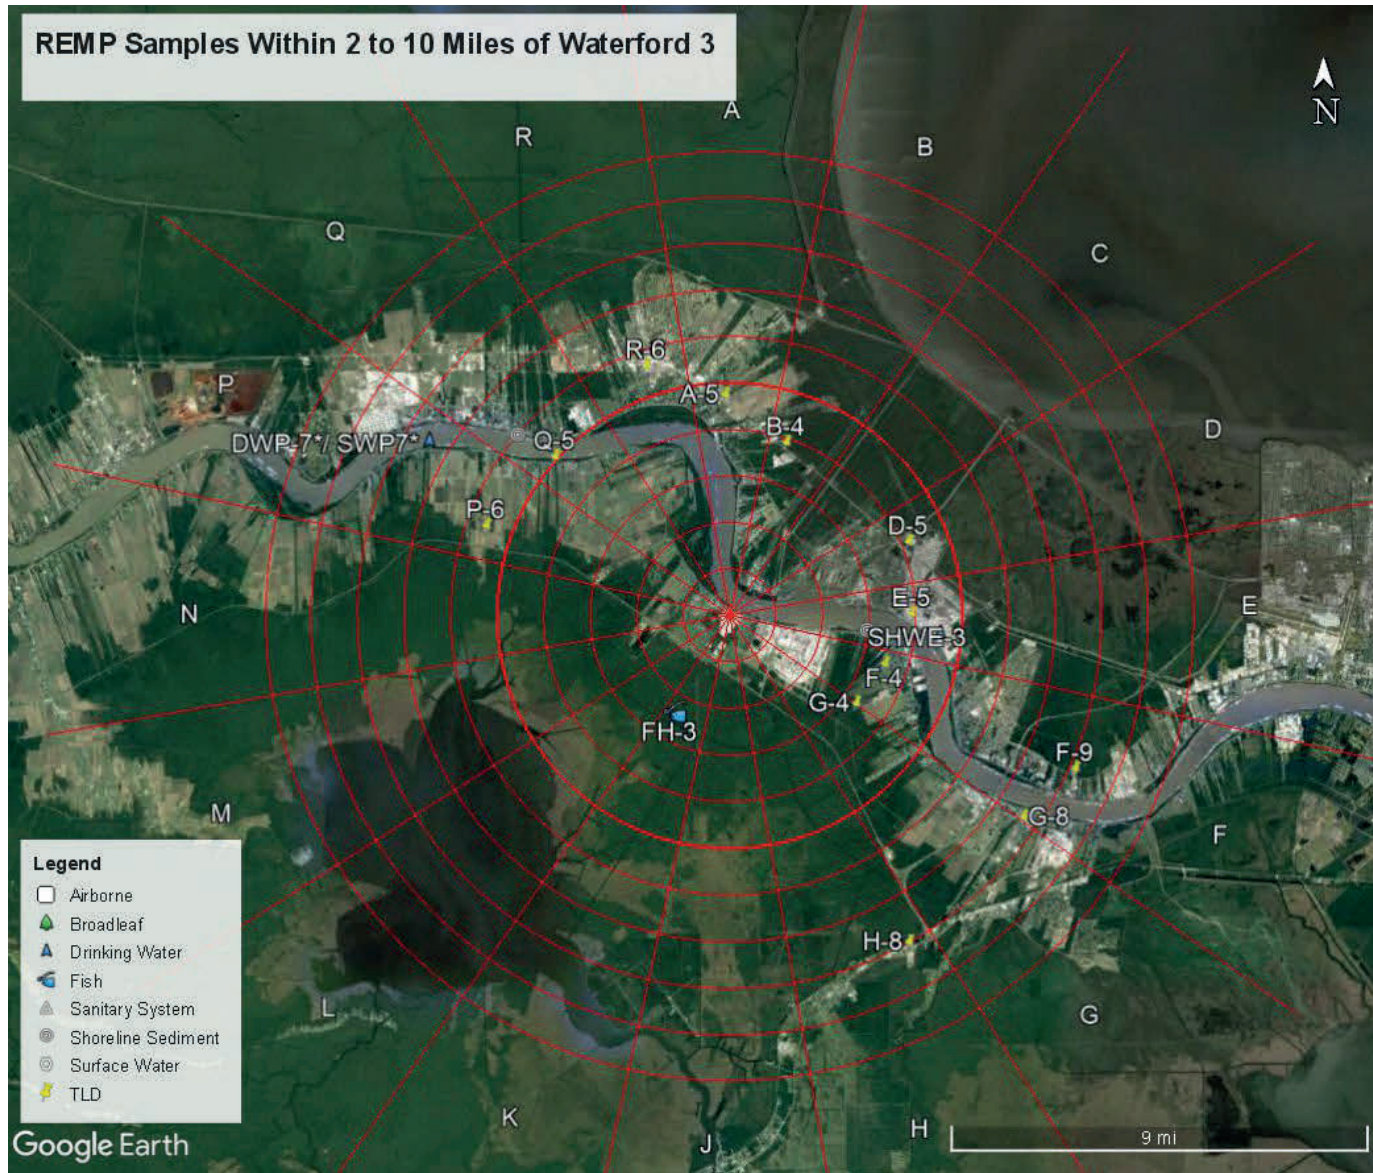 REMP Samples Within 2 to 10 Miles of Waterford 3
N
A
R
B
Q
C
R-6
P
A-5
D
B-4
DWP-7*/ SWP7*
Q-5
P-6
D-5
N
E-5
E
SHWE-3
F-4
G-4
FH-3
F-9
M
G-8
F
H-8
L
G
K
J
H
Legend
Airborne
Broadleaf
Drinking Water
Fish
Sanitary System
Shoreline Sediment
Surface Water
TLD
Google Earth
9 mi